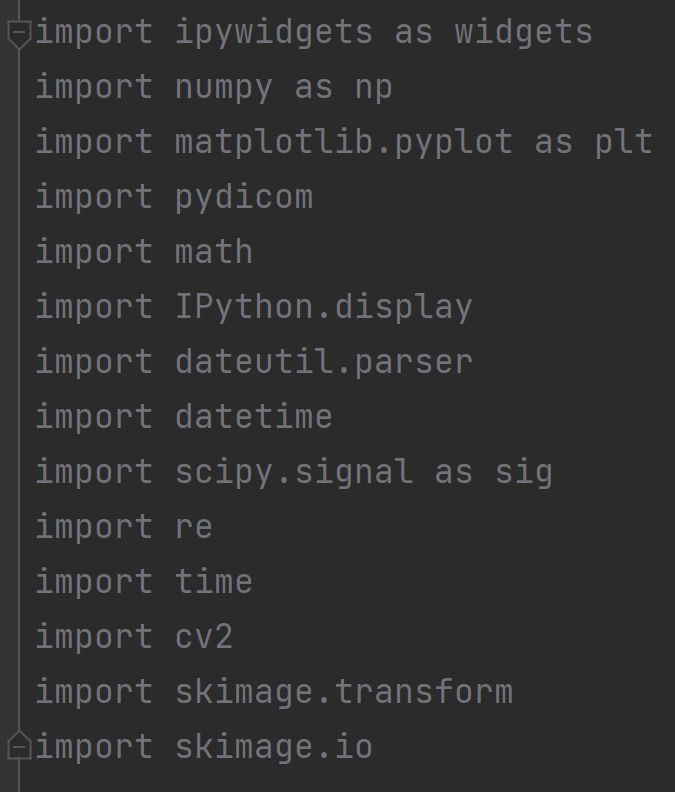 import ipywidgets as widgets
import numpy as np
import matplotlib.pyplot as plt
import pydicom
import math
import IPython.display
import dateutil.parser
import datetime
import scipy.signal as sig
import re
import time
import cv2
import skimage.transform
import skimage.io